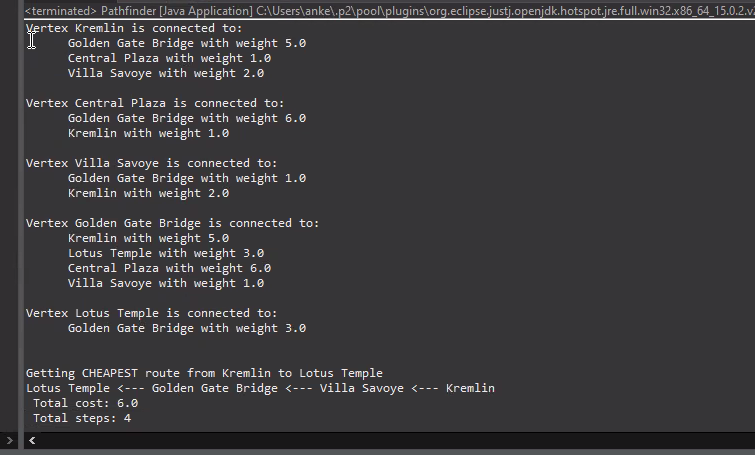 <terminated> Pathfinder [Java Application] C:\Users\anke\.p2\pool\plugins\org.eclipse.justj.openjdk.hotspot.jre.full.win32.x86_64_15.0.2.v2
Vertex Kremlin is connected to:
Golden Gate Bridge with weight 5.0
Central Plaza with weight 1.0
Villa Savoye with weight 2.0
Vertex Central Plaza is connected to:
Golden Gate Bridge with weight 6.0
Kremlin with weight 1.0
Vertex Villa Savoye is connected to:
Golden Gate Bridge with weight 1.0
Kremlin with weight 2.0
Vertex Golden Gate Bridge is connected to:
Kremlin with weight 5.0
Lotus Temple with weight 3.0
Central Plaza with weight 6.0
Villa Savoye with weight 1.0
Vertex Lotus Temple is connected to:
Golden Gate Bridge with weight 3.0
Getting CHEAPEST route from Kremlin to Lotus Temple
Lotus Temple <--- Golden Gate Bridge <--- Villa Savoye <--- Kremlin
Total cost: 6.0
Total steps: 4